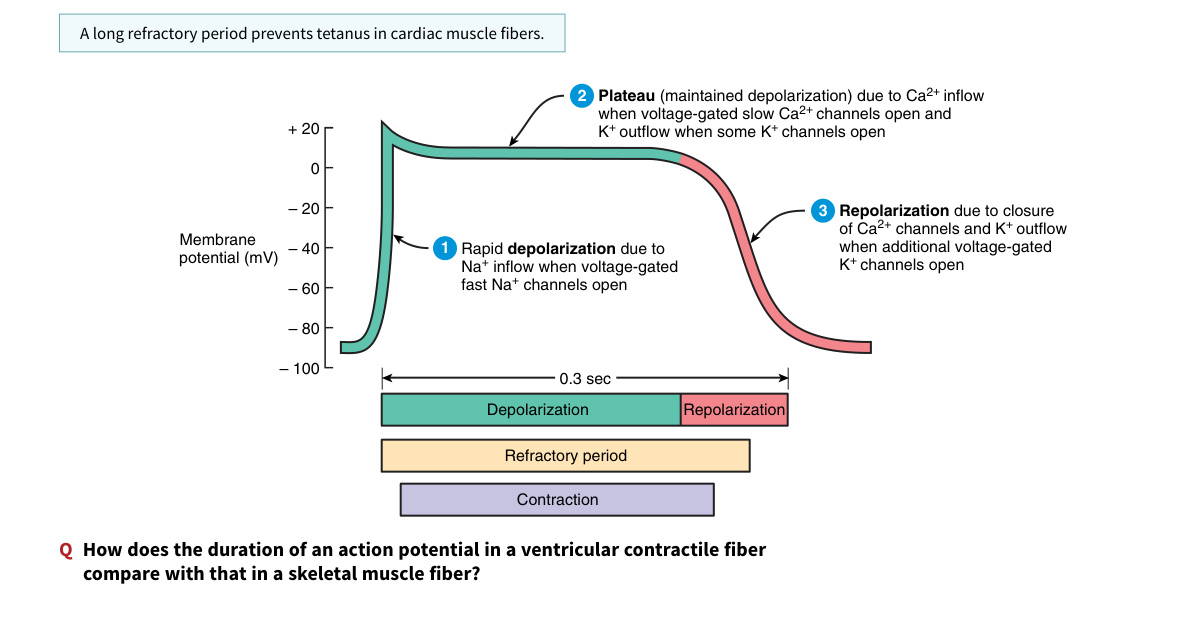 A long refractory period prevents tetanus in cardiac muscle fibers.
2 Plateau (maintained depolarization) due to Ca²⁺ inflow
when voltage-gated slow Ca²⁺ channels open and
K⁺ outflow when some K⁺ channels open
+ 20
0
– 20
– 40
– 60
– 80
– 100
Membrane
potential (mV)
1 Rapid depolarization due to
Na⁺ inflow when voltage-gated
fast Na⁺ channels open
3 Repolarization due to closure
of Ca²⁺ channels and K⁺ outflow
when additional voltage-gated
K⁺ channels open
0.3 sec
Depolarization Repolarization
Refractory period
Contraction
Q How does the duration of an action potential in a ventricular contractile fiber
compare with that in a skeletal muscle fiber?